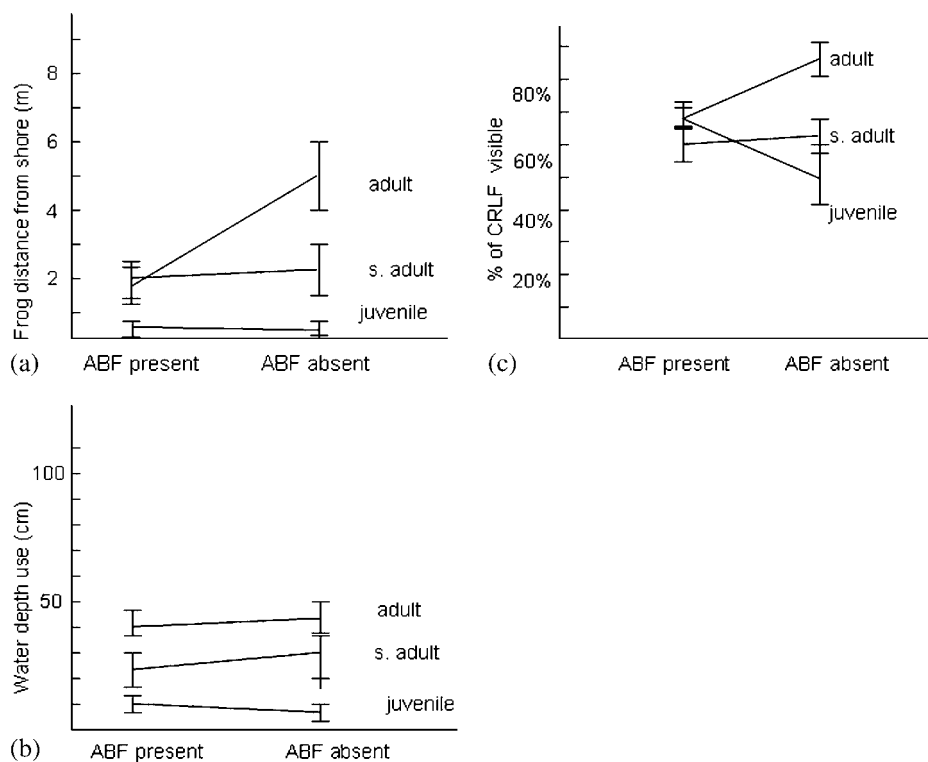 Frog distance from shore (m)
8
6
4
2
adult
s. adult
juvenile
ABF present ABF absent
(a)
% of CRLF visible
80%
60%
40%
20%
adult
s. adult
juvenile
ABF present ABF absent
(c)
Water depth use (cm)
100
50
adult
s. adult
juvenile
ABF present ABF absent
(b)